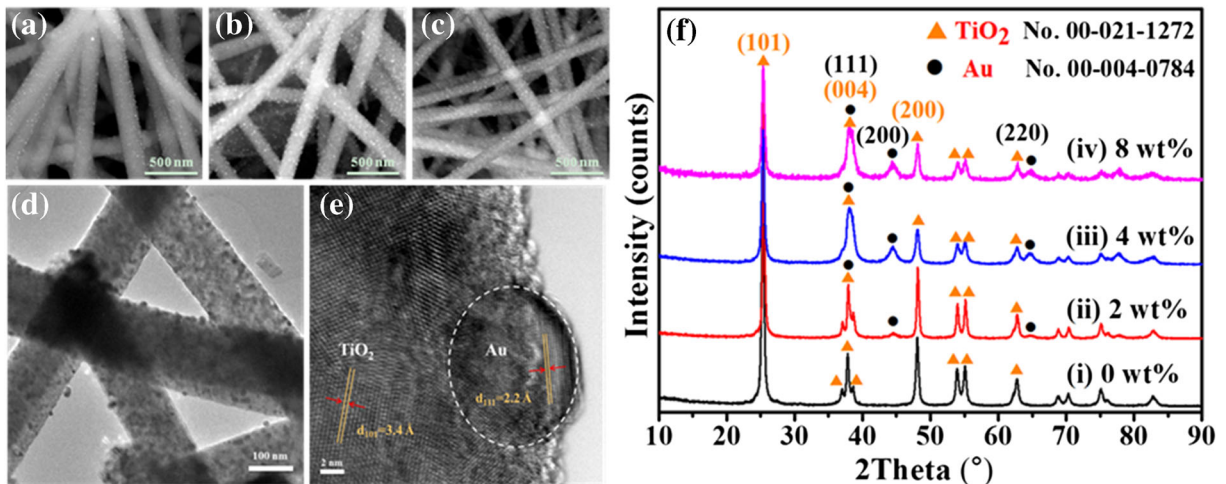 (a)
500 nm
(b)
500 nm
(c)
500 nm
(d)
100 nm
(e)
TiO2
d101=3.4 Å
Au
d111=2.2 Å
2 nm
(f)
TiO2 No. 00-021-1272
Au No. 00-004-0784
(101)
(111)
(004)
(200)
(200)
(220)
(iv) 8 wt%
(iii) 4 wt%
(ii) 2 wt%
(i) 0 wt%
Intensity (counts)
10 20 30 40 50 60 70 80 90
2Theta (°)